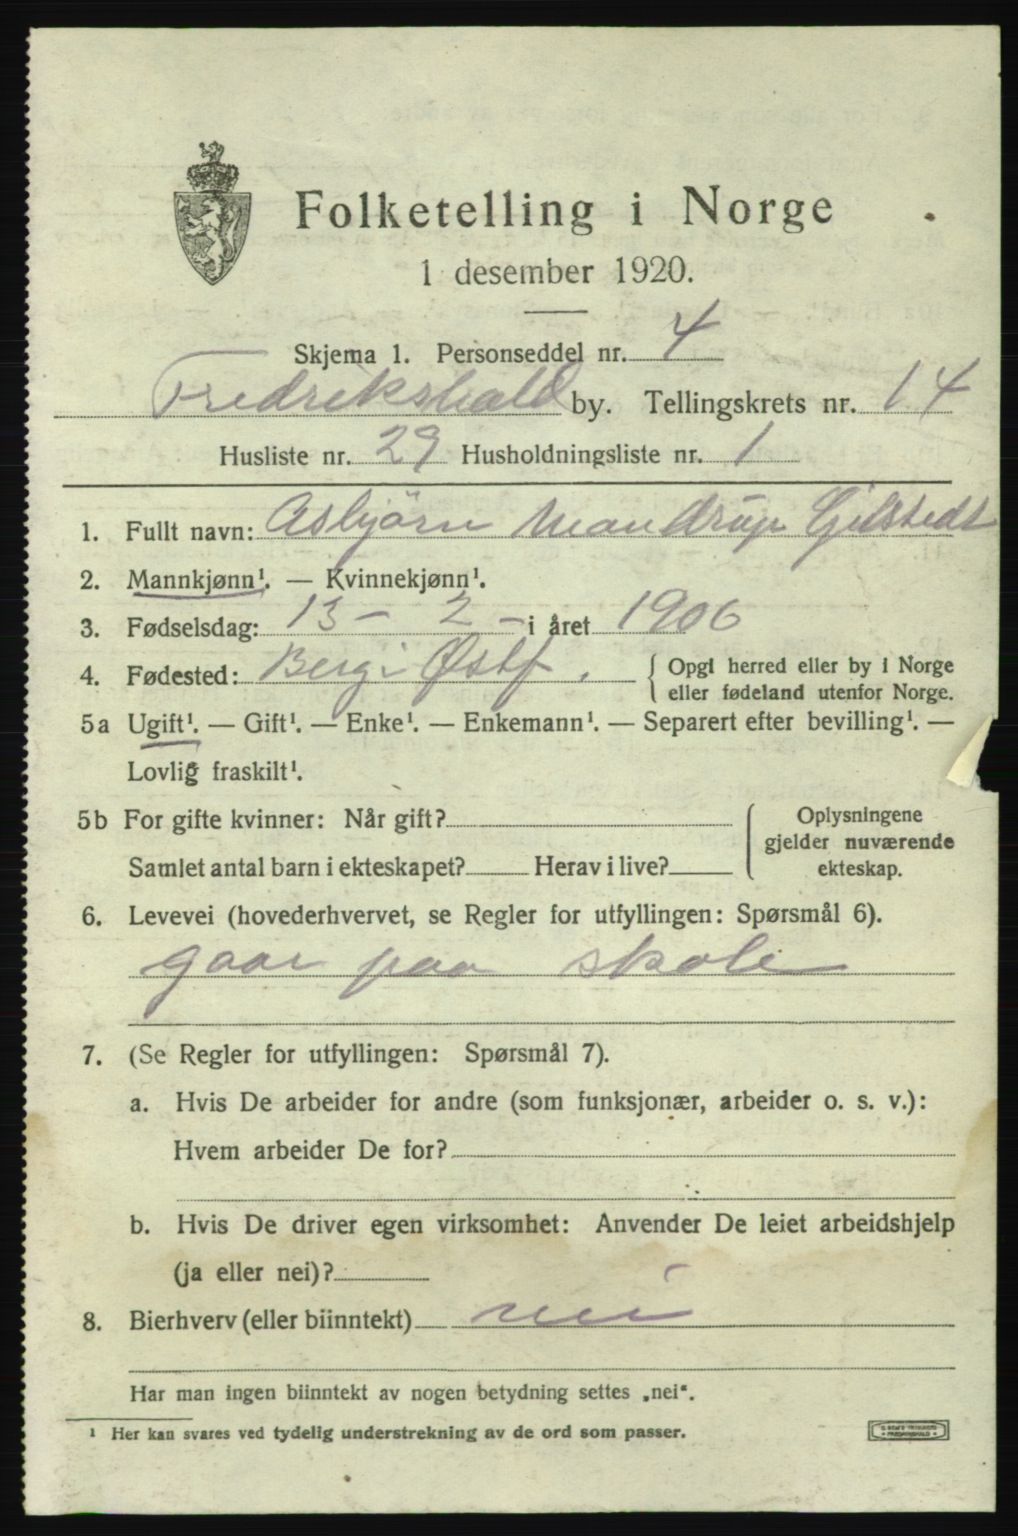 Folketelling i Norge
1 desember 1920.
Skjema 1. Personseddel nr. 4
Fredrikshald by. Tellingskrets nr. 14
Husliste nr. 29 Husholdningsliste nr. 1
1. Fullt navn: Asbjörn Mandrup Gjelstedt
2. Mannkjønn¹. — Kvinnekjønn¹.
3. Fødselsdag: 13 - 2 - i året 1906
4. Fødested: Berg i Østf. { Opgi herred eller by i Norge
eller fødeland utenfor Norge.
5a Ugift¹. — Gift¹. — Enke¹. — Enkemann¹. — Separert efter bevilling¹. —
Lovlig fraskilt¹.
5b For gifte kvinner: Når gift? Oplysningene
gjelder nuværende
Samlet antal barn i ekteskapet? Herav i live? ekteskap.
6. Levevei (hovederhvervet, se Regler for utfyllingen: Spørsmål 6).
gaar paa skole
7. (Se Regler for utfyllingen: Spørsmål 7).
a. Hvis De arbeider for andre (som funksjonær, arbeider o. s. v.):
Hvem arbeider De for?
b. Hvis De driver egen virksomhet: Anvender De leiet arbeidshjelp
(ja eller nei)?
8. Bierhverv (eller biinntekt) nei
Har man ingen biinntekt av nogen betydning settes „nei".
¹ Her kan svares ved tydelig understrekning av de ord som passer.